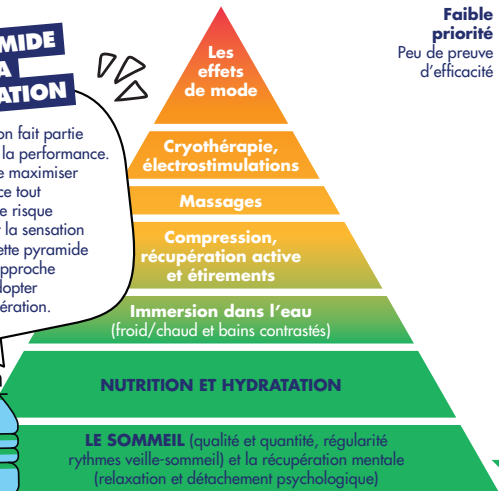 MIDE
A
ATION
on fait partie
la performance.
e maximiser
ce tout
e risque
t la sensation
ette pyramide
pproche
dopter
ération.
Faible
priorité
Peu de preuve
d'efficacité
Les
effets
de mode
Cryothérapie,
électrostimulations
Massages
Compression,
récupération active
et étirements
Immersion dans l'eau
(froid/chaud et bains contrastés)
NUTRITION ET HYDRATATION
LE SOMMEIL (qualité et quantité, régularité
rythmes veille-sommeil) et la récupération mentale
(relaxation et détachement psychologique)